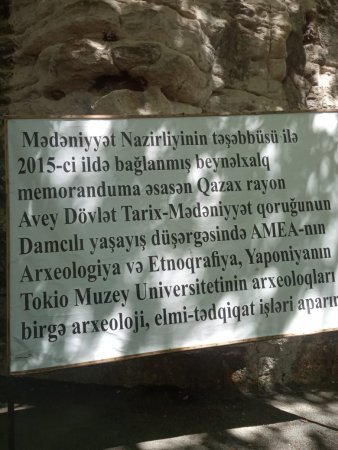 Mədəniyyət Nazirliyinin təşəbbüsü ilə
2015-ci ildə bağlanmış beynəlxalq
memoranduma əsasən Qazax rayon
Avey Dövlət Tarix-Mədəniyyət qoruğunun
Damcılı yaşayış düşərgəsində AMEA-nın
Arxeologiya və Etnoqrafiya, Yaponiyanın
Tokio Muzey Universitetinin arxeoloqları
birgə arxeoloji, elmi-tədqiqat işləri aparır